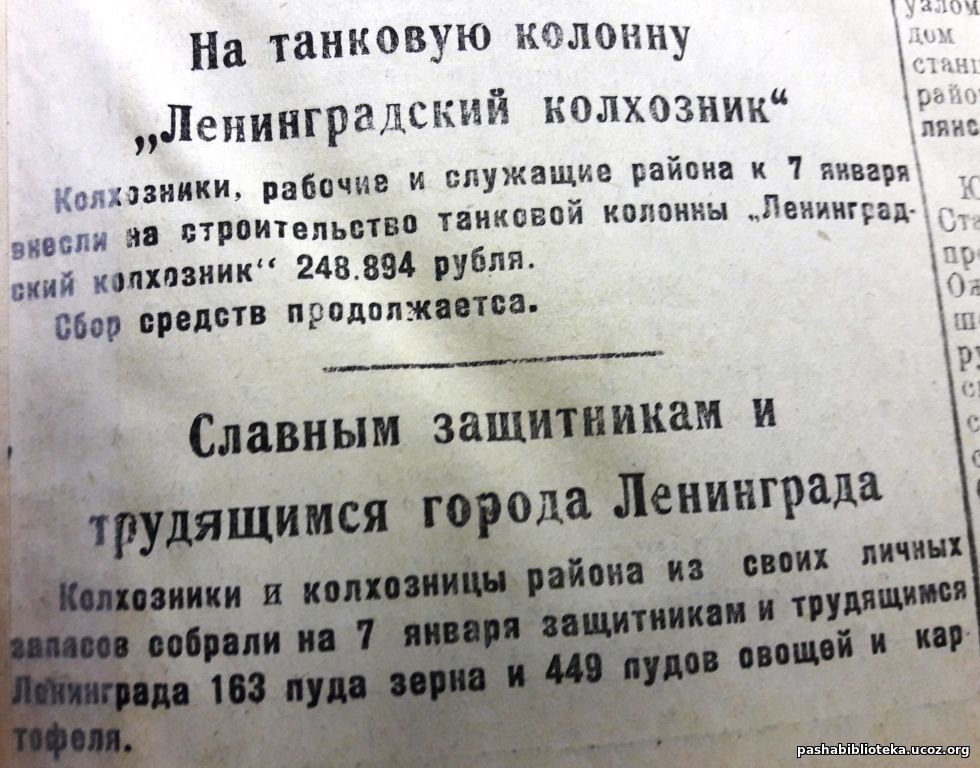 На танковую колонну
„Ленинградский колхозник“
Колхозники, рабочие и служащие района к 7 января
внесли на строительство танковой колонны „Ленинград-
ский колхозник“ 248.894 рубля.
Сбор средств продолжается.
Славным защитникам и
трудящимся города Ленинграда
Колхозники и колхозницы района из своих личных
запасов собрали на 7 января защитникам и трудящимся
Ленинграда 163 пуда зерна и 449 пудов овощей и кар
тофеля.
дом
pashabiblioteka.ucoz.org